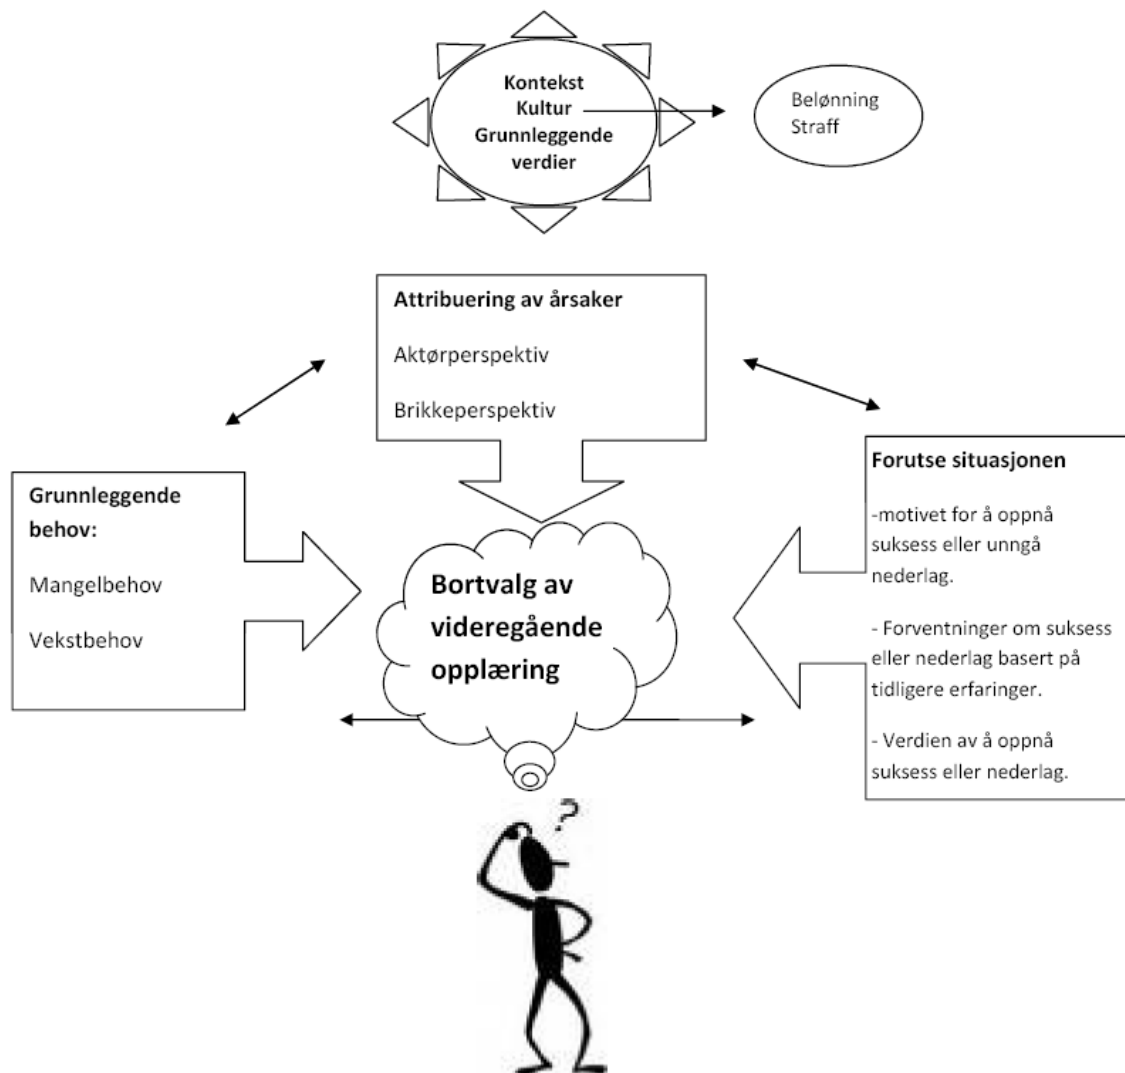 Kontekst
Kultur
Grunnleggende
verdier
Belønning
Straff
Attribuering av årsaker
Aktørperspektiv
Brikkeperspektiv
Grunnleggende
behov:
Mangelbehov
Vekstbehov
Bortvalg av
videregående
opplæring
Forutse situasjonen
-motivet for å oppnå
suksess eller unngå
nederlag.
- Forventninger om suksess
eller nederlag basert på
tidligere erfaringer.
- Verdien av å oppnå
suksess eller nederlag.
?